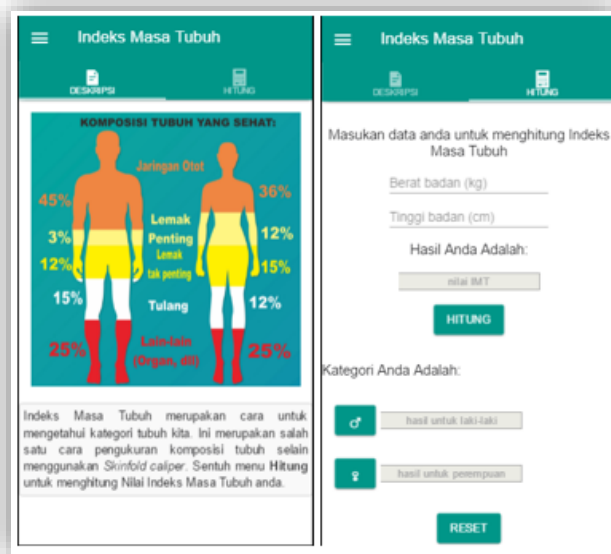 Indeks Masa Tubuh
DESKRIPSI
HITUNG
KOMPOSISI TUBUH YANG SEHAT:
Jaringan Otot
45%
36%
Lemak
Penting
3%
12%
Lemak
tak penting
12%
15%
15%
Tulang
12%
Lain-lain
(Organ, dll)
25%
25%
Indeks Masa Tubuh merupakan cara untuk
mengetahui kategori tubuh kita. Ini merupakan salah
satu cara pengukuran komposisi tubuh selain
menggunakan Skinfold caliper. Sentuh menu Hitung
untuk menghitung Nilai Indeks Masa Tubuh anda.
Indeks Masa Tubuh
DESKRIPSI
HITUNG
Masukan data anda untuk menghitung Indeks
Masa Tubuh
Berat badan (kg)
Tinggi badan (cm)
Hasil Anda Adalah:
nilai IMT
HITUNG
Kategori Anda Adalah:
♂ hasil untuk laki-laki
♀ hasil untuk perempuan
RESET